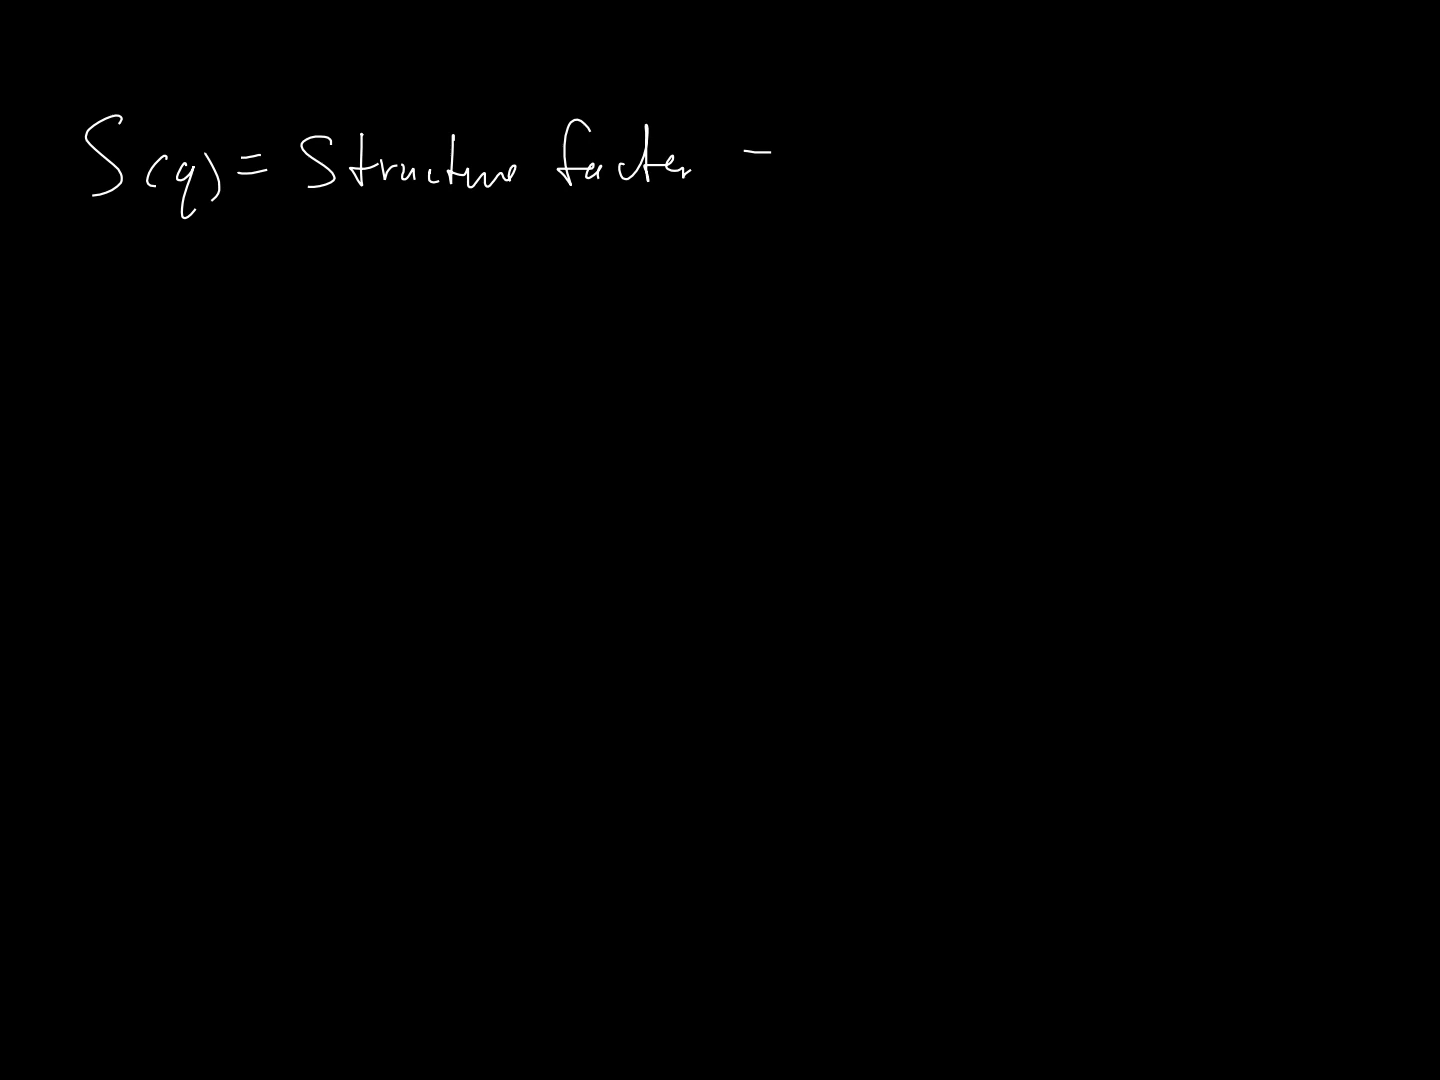 S(q) = Structure factor -